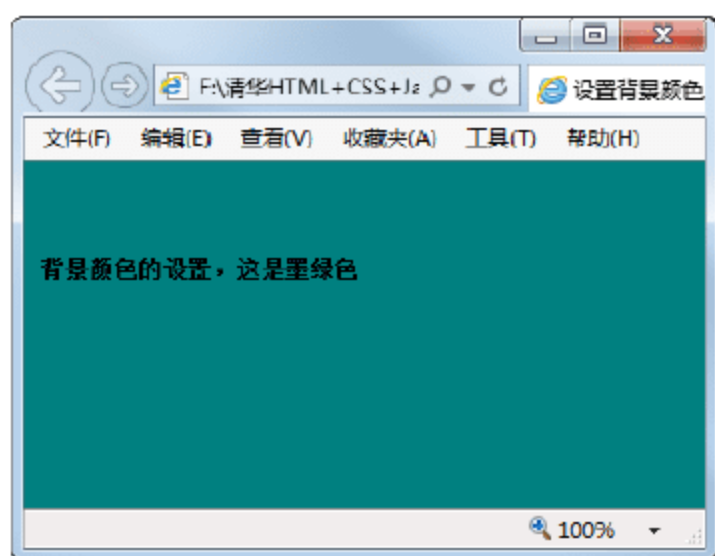 F:\清华HTML+CSS+Ja
设置背景颜色
文件(F) 编辑(E) 查看(V) 收藏夹(A) 工具(T) 帮助(H)
背景颜色的设置，这是墨绿色
100%